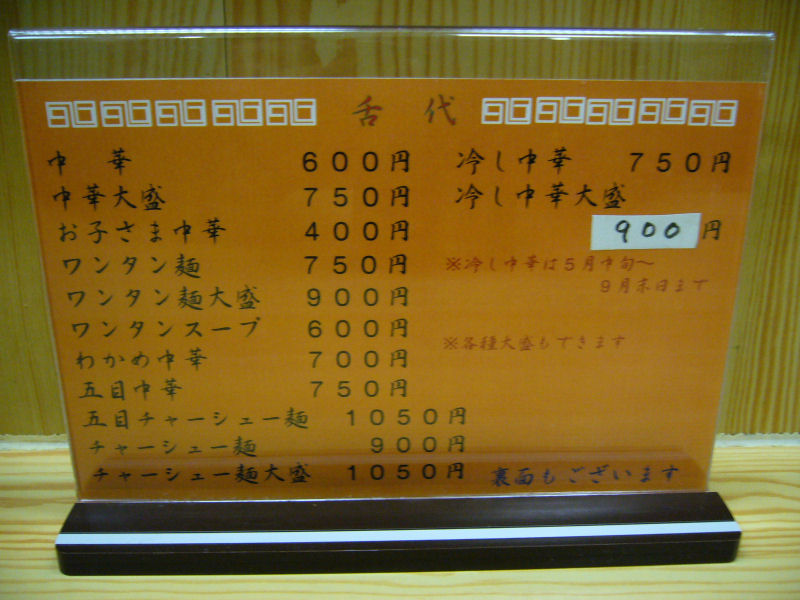 舌代
中華 600円
中華大盛 750円
お子さま中華 400円
ワンタン麺 750円
ワンタン麺大盛 900円
ワンタンスープ 600円
わかめ中華 700円
五目中華 750円
五目チャーシュー麺 1050円
チャーシュー麺 900円
チャーシュー麺大盛 1050円
冷し中華 750円
冷し中華大盛
900円
※冷し中華は5月中旬～
9月末日ます
※各種大盛もできます
裏面もございます